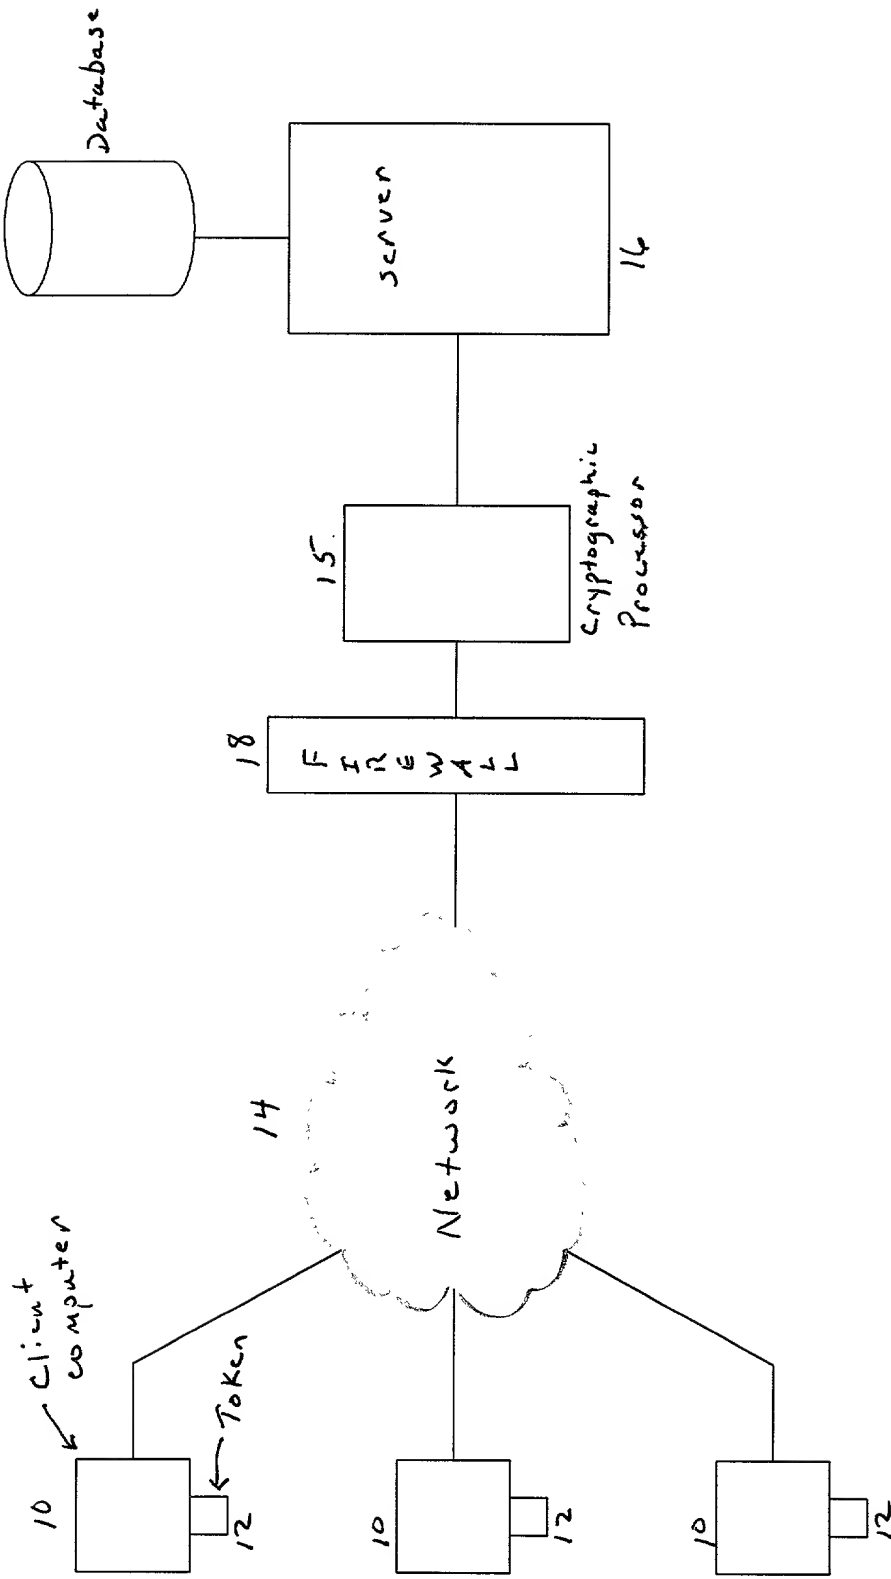 Client
computer
10
Token
12
10
12
10
12
14
Network
18
FIREWALL
15
Cryptographic
Processor
Server
16
Database